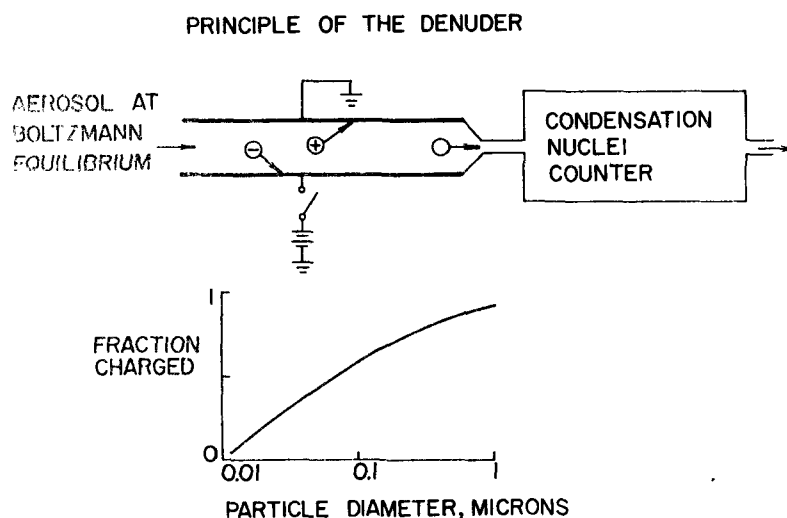 PRINCIPLE OF THE DENUDER
AEROSOL AT
BOLTZMANN
EQUILIBRIUM
−
+
CONDENSATION
NUCLEI
COUNTER
1
FRACTION
CHARGED
0
0.01 0.1 1
PARTICLE DIAMETER, MICRONS